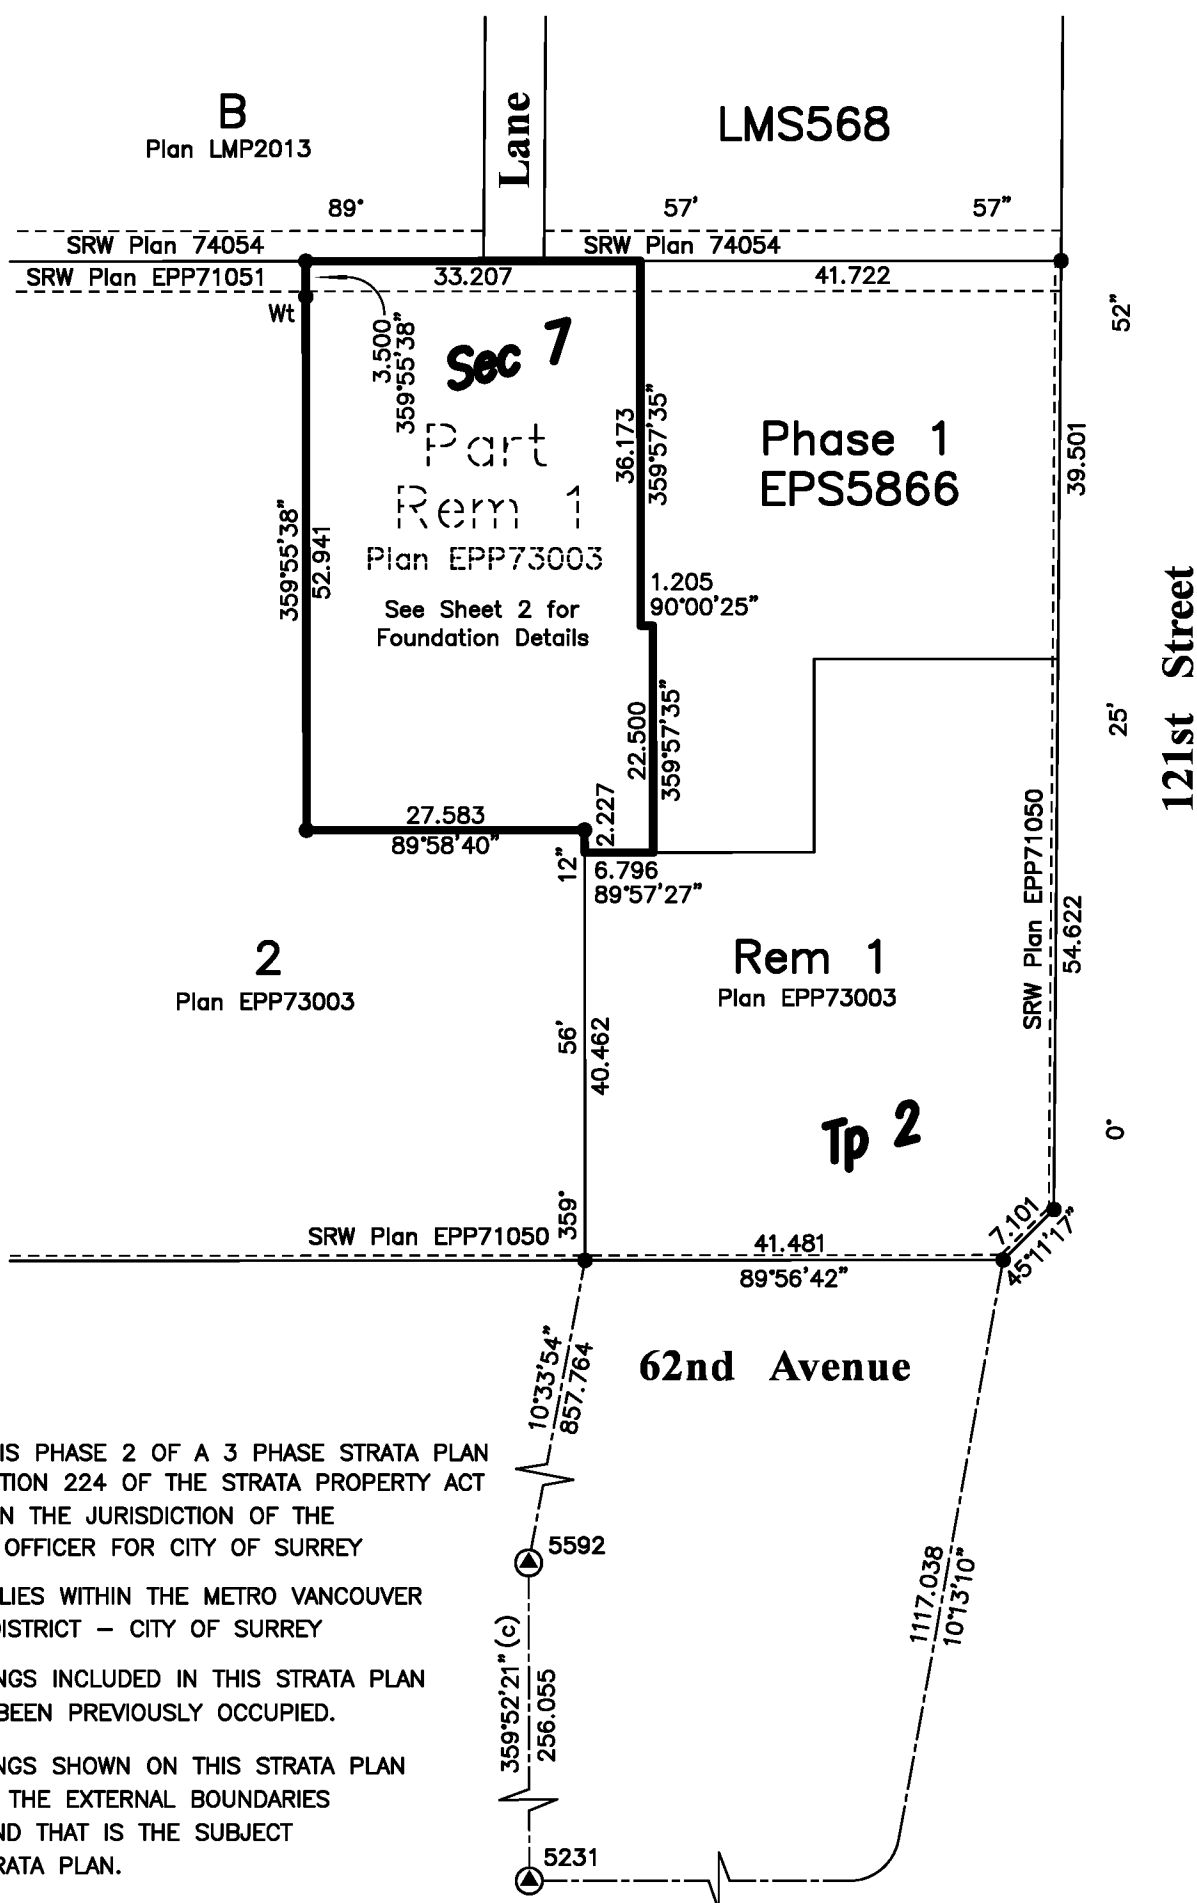 B
Plan LMP2013
Lane
LMS568
89°
57'
57"
SRW Plan 74054
SRW Plan 74054
SRW Plan EPP71051
33.207
41.722
Wt
3.500
359°55'38"
Sec 7
52"
Part
Rem 1
Plan EPP73003
See Sheet 2 for
Foundation Details
36.173
359°57'35"
Phase 1
EPS5866
39.501
359°55'38"
52.941
1.205
90°00'25"
121st Street
22.500
359°57'35"
25'
27.583
89°58'40"
2.227
12"
6.796
89°57'27"
SRW Plan EPP71050
54.622
2
Plan EPP73003
Rem 1
Plan EPP73003
56'
40.462
Tp 2
0°
359°
SRW Plan EPP71050
41.481
89°56'42"
7.101
45°11'17"
10°33'54"
857.764
62nd Avenue
IS PHASE 2 OF A 3 PHASE STRATA PLAN
TION 224 OF THE STRATA PROPERTY ACT
N THE JURISDICTION OF THE
OFFICER FOR CITY OF SURREY
5592
LIES WITHIN THE METRO VANCOUVER
DISTRICT – CITY OF SURREY
1117.038
10°13'10"
359°52'21" (c)
256.055
NGS INCLUDED IN THIS STRATA PLAN
BEEN PREVIOUSLY OCCUPIED.
NGS SHOWN ON THIS STRATA PLAN
THE EXTERNAL BOUNDARIES
ND THAT IS THE SUBJECT
RATA PLAN.
5231